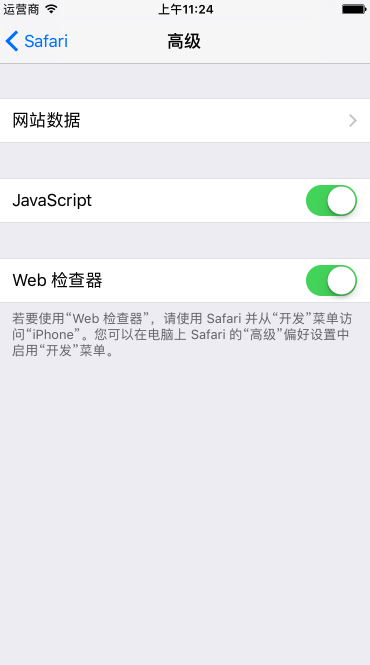 运营商 上午11:24
Safari 高级
网站数据
JavaScript
Web 检查器
若要使用“Web 检查器”，请使用 Safari 并从“开发”菜单访
问“iPhone”。您可以在电脑上 Safari 的“高级”偏好设置中
启用“开发”菜单。